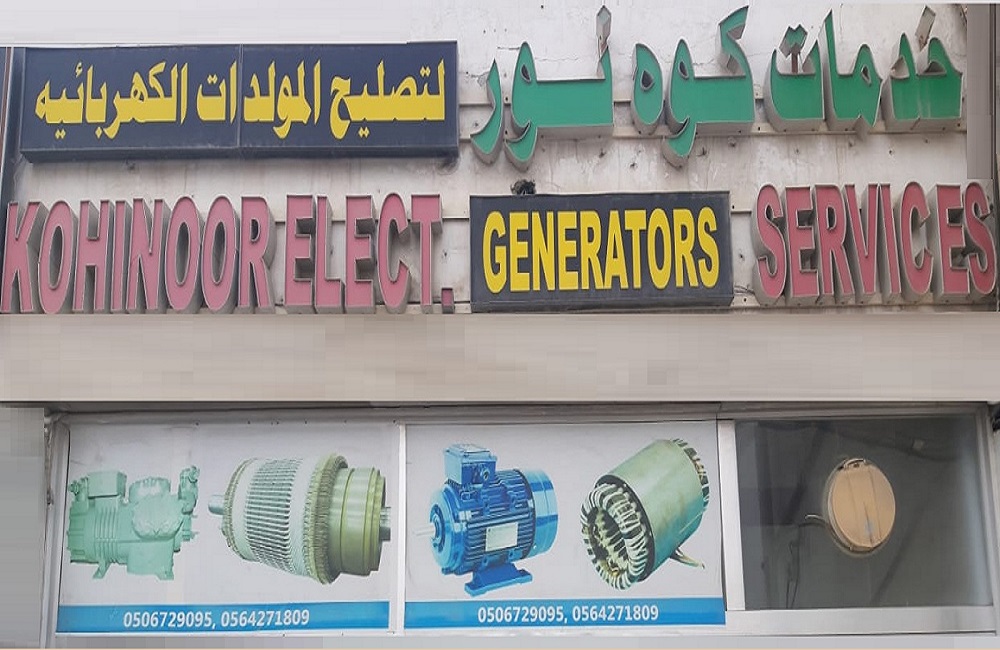 خدمات كوه نور لتصليح المولدات الكهربائيه
KOHINOOR ELECT. GENERATORS SERVICES
0506729095, 0564271809
0506729095, 0564271809